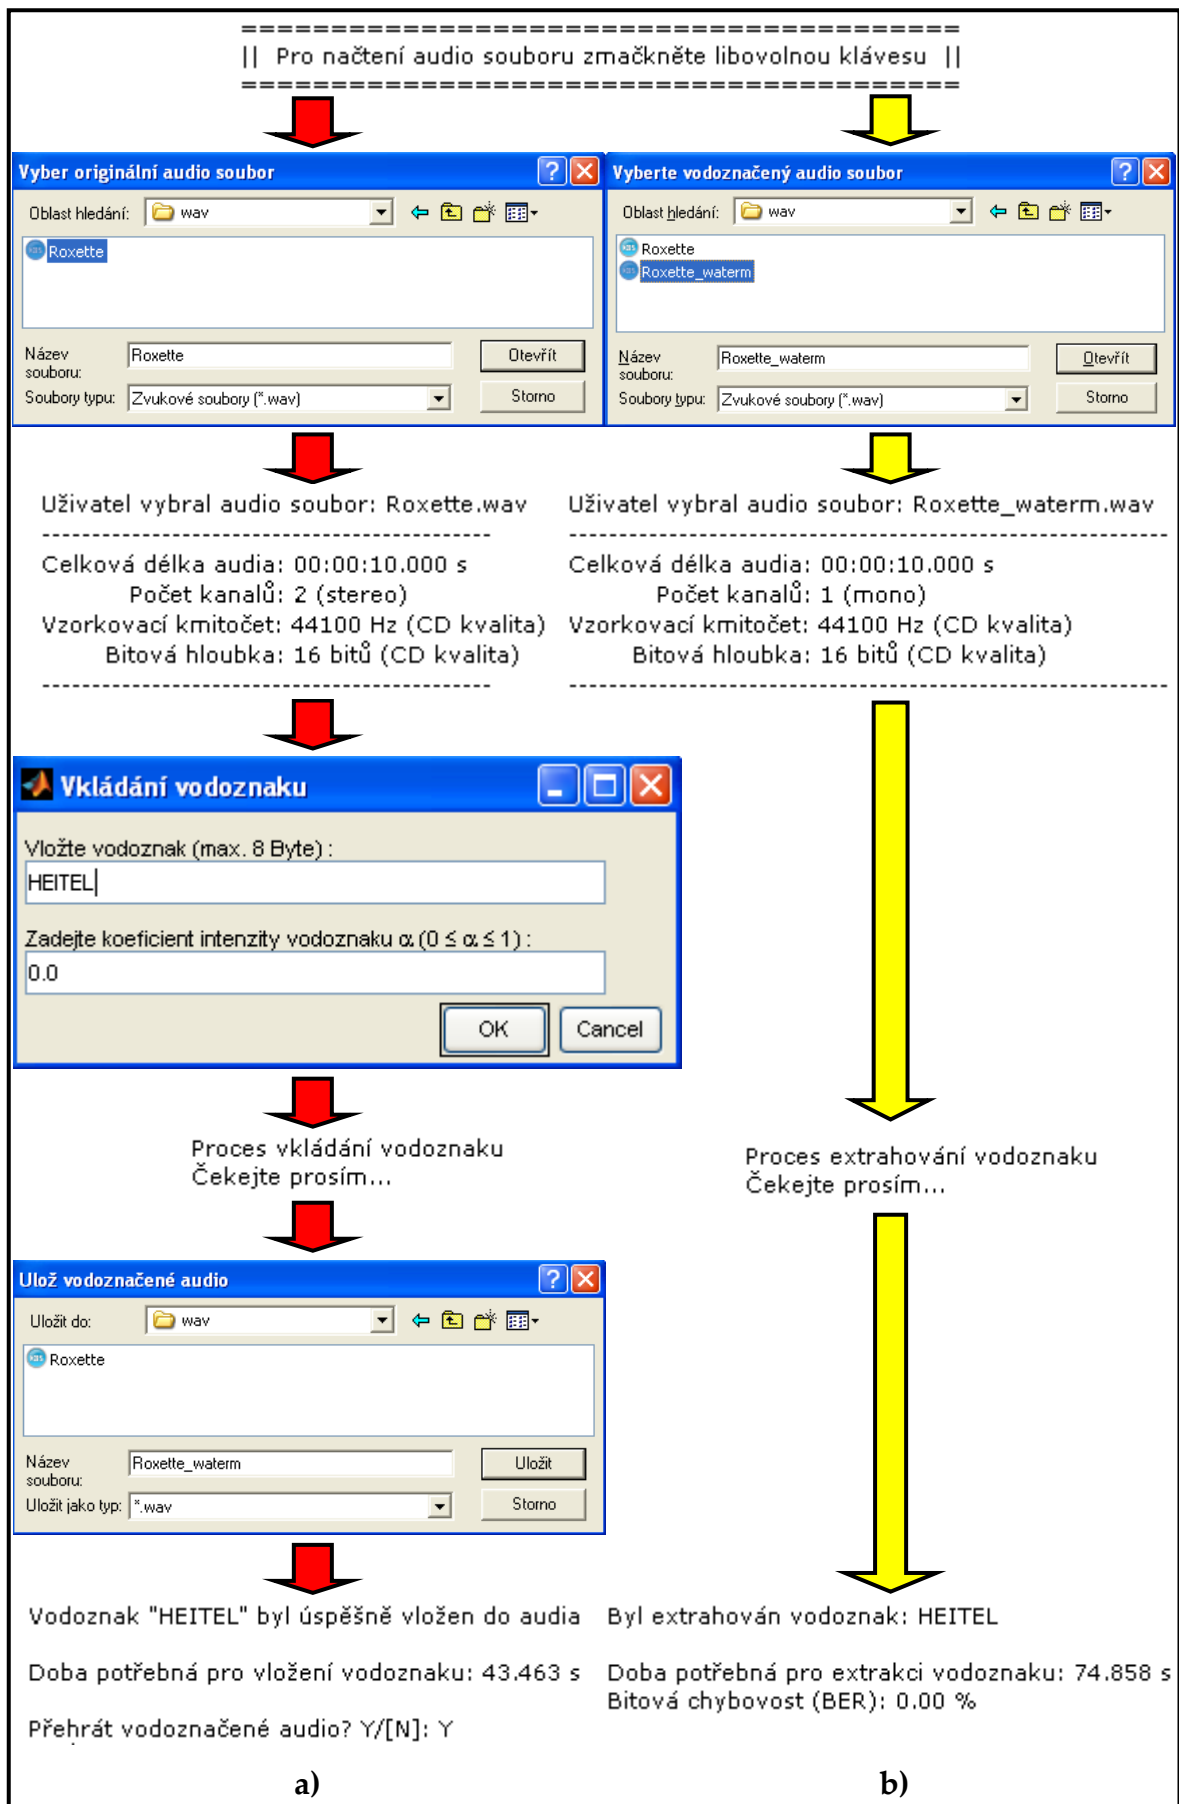 ========================================
|| Pro načtení audio souboru zmačkněte libovolnou klávesu ||
========================================
Vyber originální audio soubor
Oblast hledání: wav
Roxette
Název souboru: Roxette Otevřít
Soubory typu: Zvukové soubory (*.wav) Storno
Uživatel vybral audio soubor: Roxette.wav
---------------------------------------------
Celková délka audia: 00:00:10.000 s
Počet kanalů: 2 (stereo)
Vzorkovací kmitočet: 44100 Hz (CD kvalita)
Bitová hloubka: 16 bitů (CD kvalita)
---------------------------------------------
Vkládání vodoznaku
Vložte vodoznak (max. 8 Byte) :
HEITEL
Zadejte koeficient intenzity vodoznaku α (0 ≤ α ≤ 1) :
0.0
OK Cancel
Proces vkládání vodoznaku
Čekejte prosím...
Ulož vodoznačené audio
Uložit do: wav
Roxette
Název souboru: Roxette_waterm Uložit
Uložit jako typ: *.wav Storno
Vodoznak "HEITEL" byl úspěšně vložen do audia
Doba potřebná pro vložení vodoznaku: 43.463 s
Přehrát vodoznačené audio? Y/[N]: Y
a)
Vyberte vodoznačený audio soubor
Oblast hledání: wav
Roxette
Roxette_waterm
Název souboru: Roxette_waterm Otevřít
Soubory typu: Zvukové soubory (*.wav) Storno
Uživatel vybral audio soubor: Roxette_waterm.wav
------------------------------------------------------------
Celková délka audia: 00:00:10.000 s
Počet kanalů: 1 (mono)
Vzorkovací kmitočet: 44100 Hz (CD kvalita)
Bitová hloubka: 16 bitů (CD kvalita)
------------------------------------------------------------
Proces extrahování vodoznaku
Čekejte prosím...
Byl extrahován vodoznak: HEITEL
Doba potřebná pro extrakci vodoznaku: 74.858 s
Bitová chybovost (BER): 0.00 %
b)